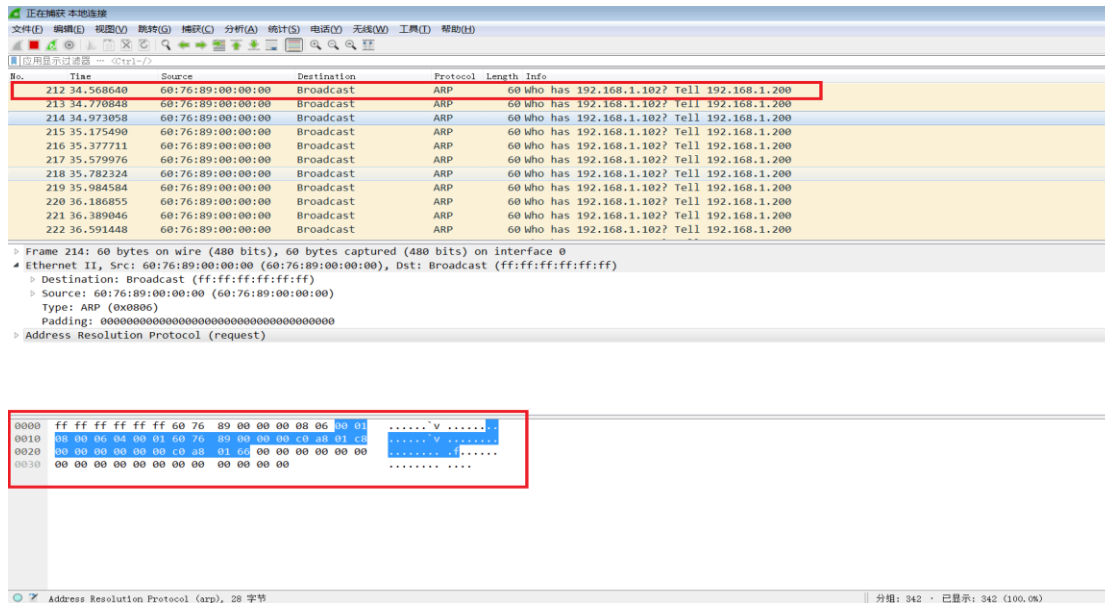 正在捕获 本地连接
文件(F) 编辑(E) 视图(V) 跳转(G) 捕获(C) 分析(A) 统计(S) 电话(Y) 无线(W) 工具(T) 帮助(H)
应用显示过滤器 … <Ctrl-/>
No. Time Source Destination Protocol Length Info
212 34.568640 60:76:89:00:00:00 Broadcast ARP 60 Who has 192.168.1.102? Tell 192.168.1.200
213 34.770848 60:76:89:00:00:00 Broadcast ARP 60 Who has 192.168.1.102? Tell 192.168.1.200
214 34.973058 60:76:89:00:00:00 Broadcast ARP 60 Who has 192.168.1.102? Tell 192.168.1.200
215 35.175490 60:76:89:00:00:00 Broadcast ARP 60 Who has 192.168.1.102? Tell 192.168.1.200
216 35.377711 60:76:89:00:00:00 Broadcast ARP 60 Who has 192.168.1.102? Tell 192.168.1.200
217 35.579976 60:76:89:00:00:00 Broadcast ARP 60 Who has 192.168.1.102? Tell 192.168.1.200
218 35.782324 60:76:89:00:00:00 Broadcast ARP 60 Who has 192.168.1.102? Tell 192.168.1.200
219 35.984584 60:76:89:00:00:00 Broadcast ARP 60 Who has 192.168.1.102? Tell 192.168.1.200
220 36.186855 60:76:89:00:00:00 Broadcast ARP 60 Who has 192.168.1.102? Tell 192.168.1.200
221 36.389046 60:76:89:00:00:00 Broadcast ARP 60 Who has 192.168.1.102? Tell 192.168.1.200
222 36.591448 60:76:89:00:00:00 Broadcast ARP 60 Who has 192.168.1.102? Tell 192.168.1.200
Frame 214: 60 bytes on wire (480 bits), 60 bytes captured (480 bits) on interface 0
Ethernet II, Src: 60:76:89:00:00:00 (60:76:89:00:00:00), Dst: Broadcast (ff:ff:ff:ff:ff:ff)
Destination: Broadcast (ff:ff:ff:ff:ff:ff)
Source: 60:76:89:00:00:00 (60:76:89:00:00:00)
Type: ARP (0x0806)
Padding: 000000000000000000000000000000000000
Address Resolution Protocol (request)
0000 ff ff ff ff ff ff 60 76 89 00 00 00 08 06 00 01 ......`v ........
0010 08 00 06 04 00 01 60 76 89 00 00 00 c0 a8 01 c8 ......`v ........
0020 00 00 00 00 00 00 c0 a8 01 66 00 00 00 00 00 00 ........ .f......
0030 00 00 00 00 00 00 00 00 00 00 00 00 ........ ....
Address Resolution Protocol (arp), 28 字节
分组: 342 · 已显示: 342 (100.0%)